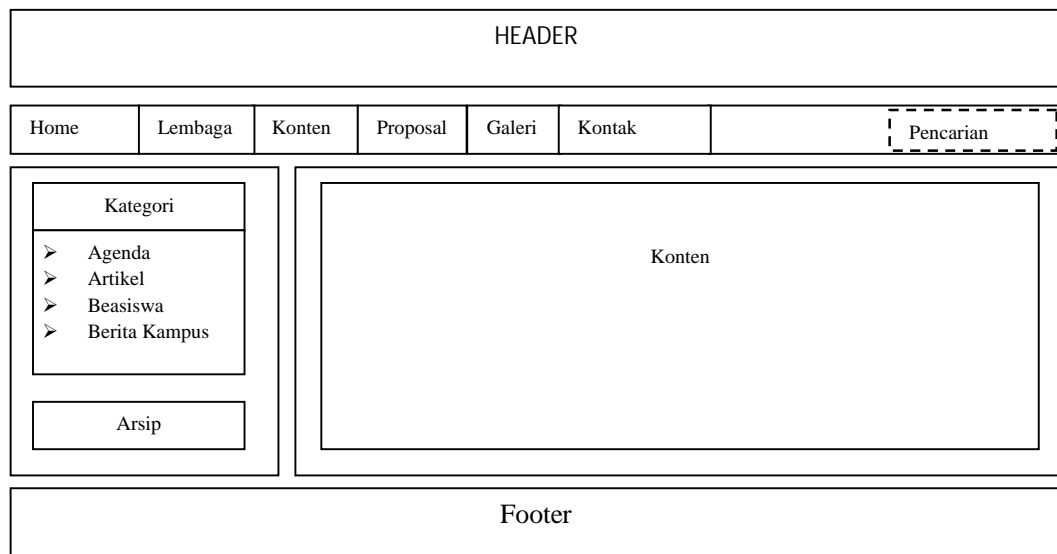 HEADER
Home Lembaga Konten Proposal Galeri Kontak Pencarian
Kategori
➢ Agenda
➢ Artikel
➢ Beasiswa
➢ Berita Kampus
Arsip
Konten
Footer